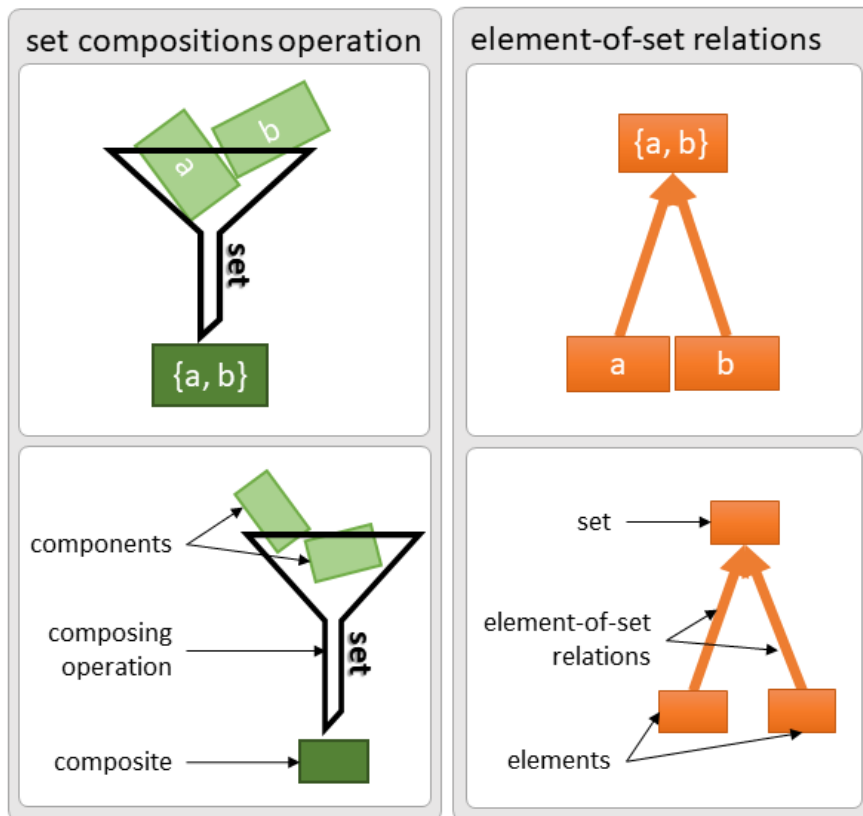 set compositions operation
a
b
set
{a, b}
components
composing
operation
set
composite
element-of-set relations
{a, b}
a
b
set
element-of-set
relations
elements